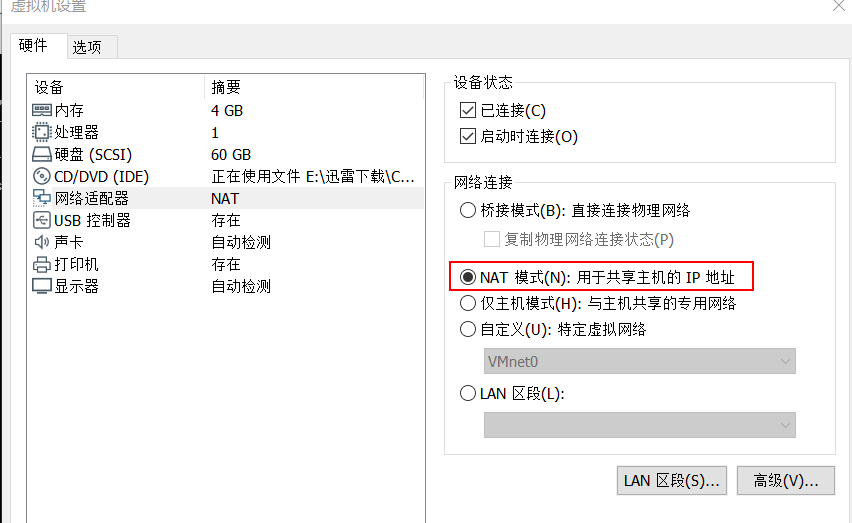 虚拟机设置
硬件 选项
设备 摘要
内存 4 GB
处理器 1
硬盘 (SCSI) 60 GB
CD/DVD (IDE) 正在使用文件 E:\迅雷下载\C...
网络适配器 NAT
USB 控制器 存在
声卡 自动检测
打印机 存在
显示器 自动检测
设备状态
已连接(C)
启动时连接(O)
网络连接
桥接模式(B): 直接连接物理网络
复制物理网络连接状态(P)
NAT 模式(N): 用于共享主机的 IP 地址
仅主机模式(H): 与主机共享的专用网络
自定义(U): 特定虚拟网络
VMnet0
LAN 区段(L):
LAN 区段(S)... 高级(V)...